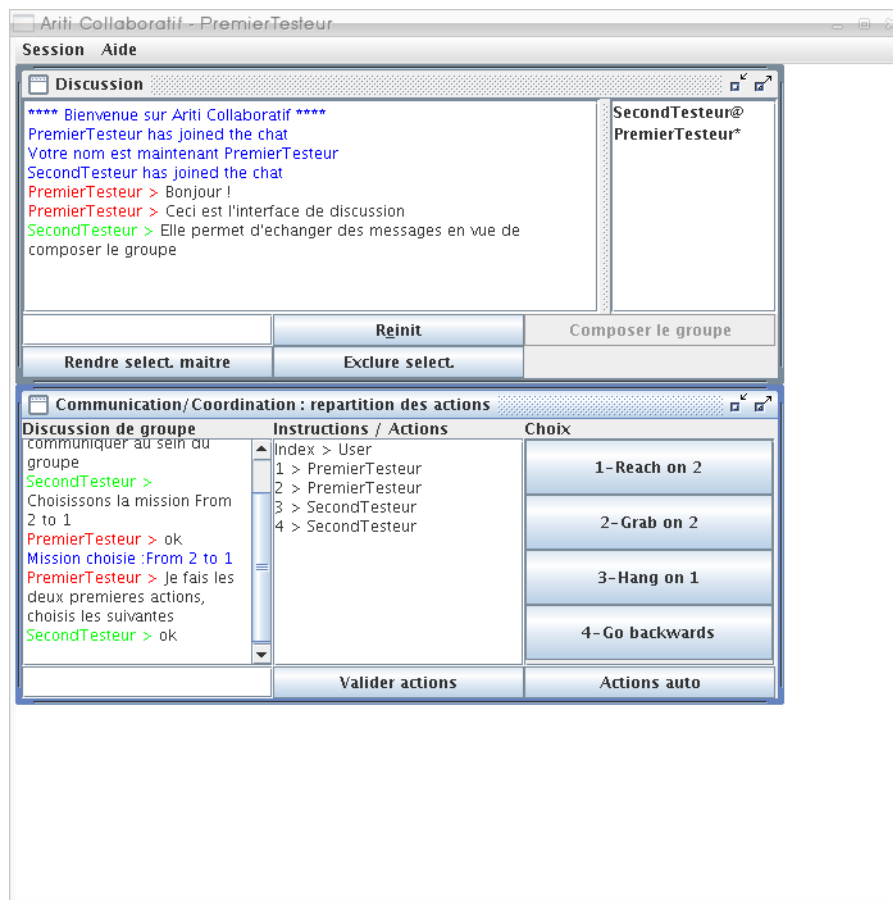 Ariti Collaboratif - PremierTesteur
Session Aide
Discussion
**** Bienvenue sur Ariti Collaboratif ****
PremierTesteur has joined the chat
Votre nom est maintenant PremierTesteur
SecondTesteur has joined the chat
PremierTesteur > Bonjour !
PremierTesteur > Ceci est l'interface de discussion
SecondTesteur > Elle permet d'echanger des messages en vue de
composer le groupe
SecondTesteur@
PremierTesteur*
Reinit
Composer le groupe
Rendre select. maitre
Exclure select.
Communication/Coordination : repartition des actions
Discussion de groupe
communiquer au sein du
groupe
SecondTesteur >
Choisissons la mission From
2 to 1
PremierTesteur > ok
Mission choisie :From 2 to 1
PremierTesteur > Je fais les
deux premieres actions,
choisis les suivantes
SecondTesteur > ok
Instructions / Actions
Index > User
1 > PremierTesteur
2 > PremierTesteur
3 > SecondTesteur
4 > SecondTesteur
Choix
1-Reach on 2
2-Grab on 2
3-Hang on 1
4-Go backwards
Valider actions
Actions auto